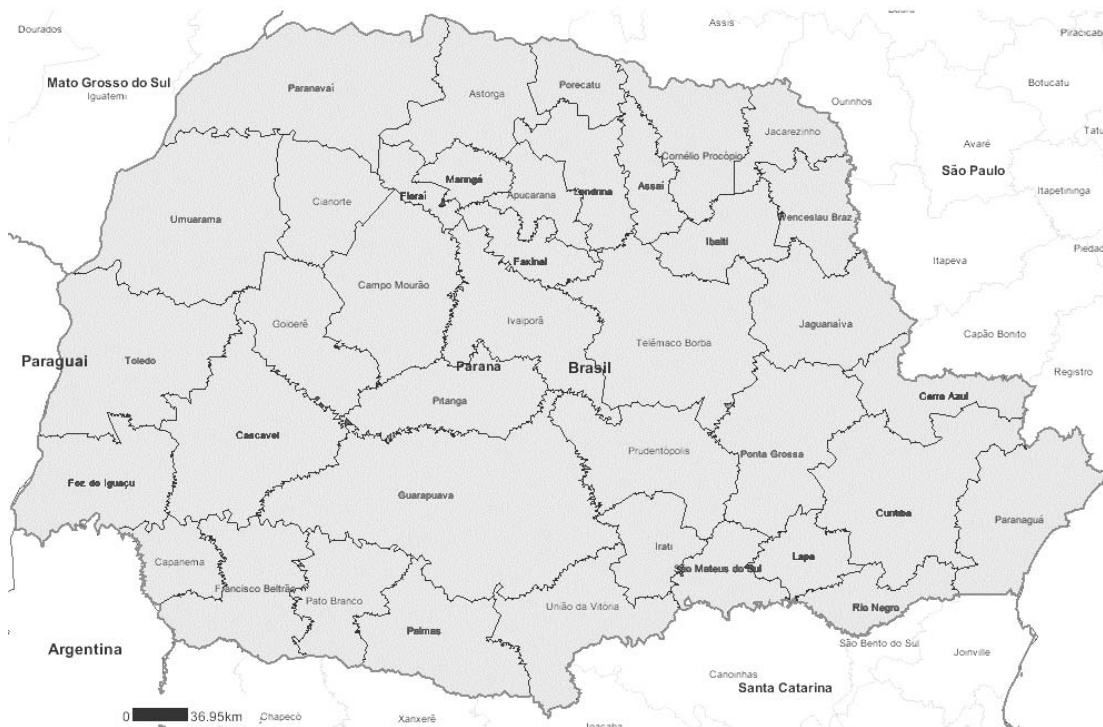 Dourados
Assis
Piracicab
Mato Grosso do Sul
Iguatemi
Paranavaí
Astorga
Porecatu
Botucatu
Ourinhos
Jacarezinho
Tatu
Avaré
Cornélio Procópio
São Paulo
Maringá
Floraí
Apucarana
Londrina
Assaí
Itapetininga
Cianorte
Umuarama
Wenceslau Braz
Ibaiti
Piedad
Faxinal
Itapeva
Campo Mourão
Goioerê
Ivaiporã
Jaguariaíva
Capão Bonito
Telêmaco Borba
Paraguai
Toledo
Parana
Brasil
Registro
Pitanga
Cerro Azul
Cascavel
Prudentópolis
Ponta Grossa
Foz do Iguaçu
Guarapuava
Curitiba
Paranaguá
Irati
Lapa
Capanema
São Mateus do Sul
Francisco Beltrão
Pato Branco
União da Vitória
Rio Negro
Palmas
Argentina
São Bento do Sul
Joinville
Canoinhas
Santa Catarina
0 36.95km
Chapecó
Xanxerê